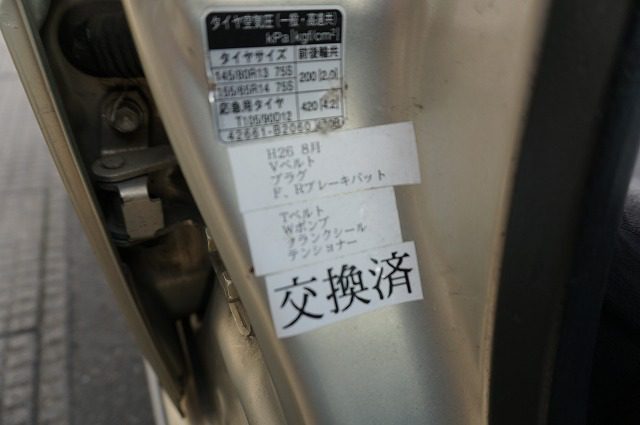 タイヤ空気圧(一般・高速共)
kPa[kgf/cm²]
タイヤサイズ 前後輪共
145/80R13 75S 200[2.0]
155/65R14 75S
応急用タイヤ 420[4.2]
T105/90D12
42661-B2060
H26 8月
Vベルト
プラグ
F、Rブレーキパット
Tベルト
Wポンプ
クランクシール
テンショナー
交換済